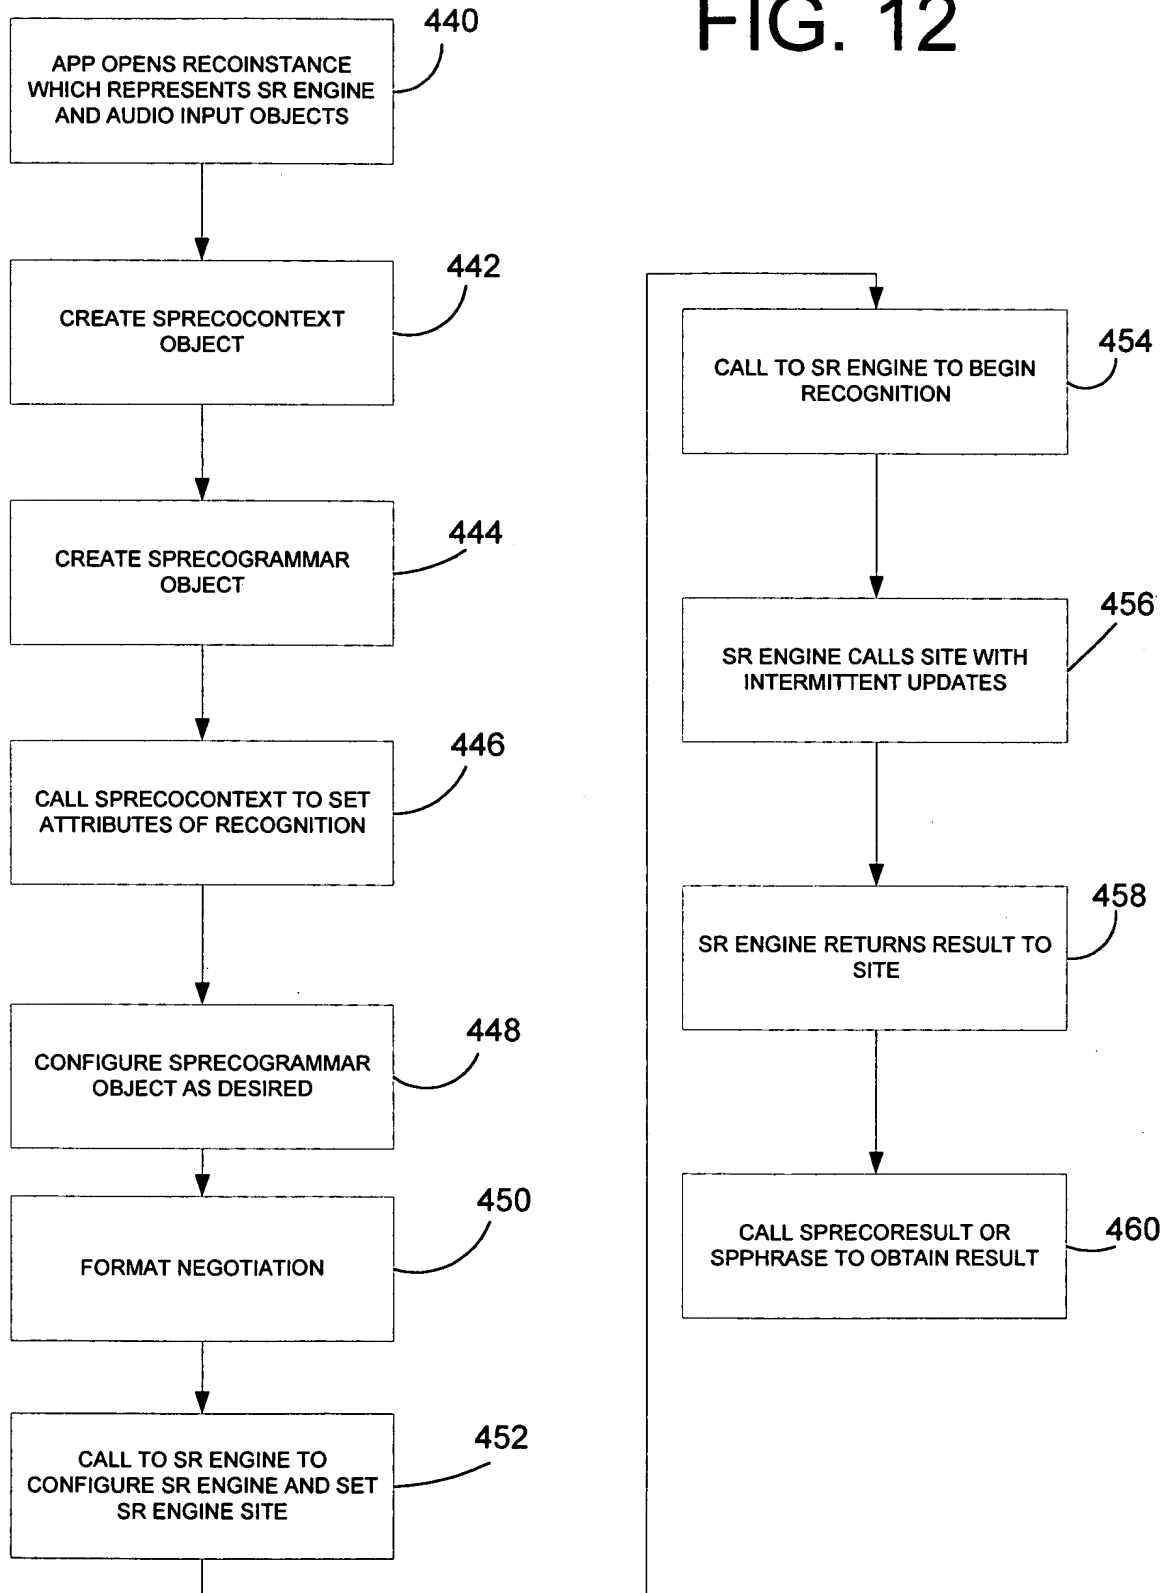 FIG. 12
440
APP OPENS RECOINSTANCE
WHICH REPRESENTS SR ENGINE
AND AUDIO INPUT OBJECTS
442
CREATE SPRECOCONTEXT
OBJECT
444
CREATE SPRECOGRAMMAR
OBJECT
446
CALL SPRECOCONTEXT TO SET
ATTRIBUTES OF RECOGNITION
448
CONFIGURE SPRECOGRAMMAR
OBJECT AS DESIRED
450
FORMAT NEGOTIATION
452
CALL TO SR ENGINE TO
CONFIGURE SR ENGINE AND SET
SR ENGINE SITE
454
CALL TO SR ENGINE TO BEGIN
RECOGNITION
456
SR ENGINE CALLS SITE WITH
INTERMITTENT UPDATES
458
SR ENGINE RETURNS RESULT TO
SITE
460
CALL SPRECORESULT OR
SPPHRASE TO OBTAIN RESULT